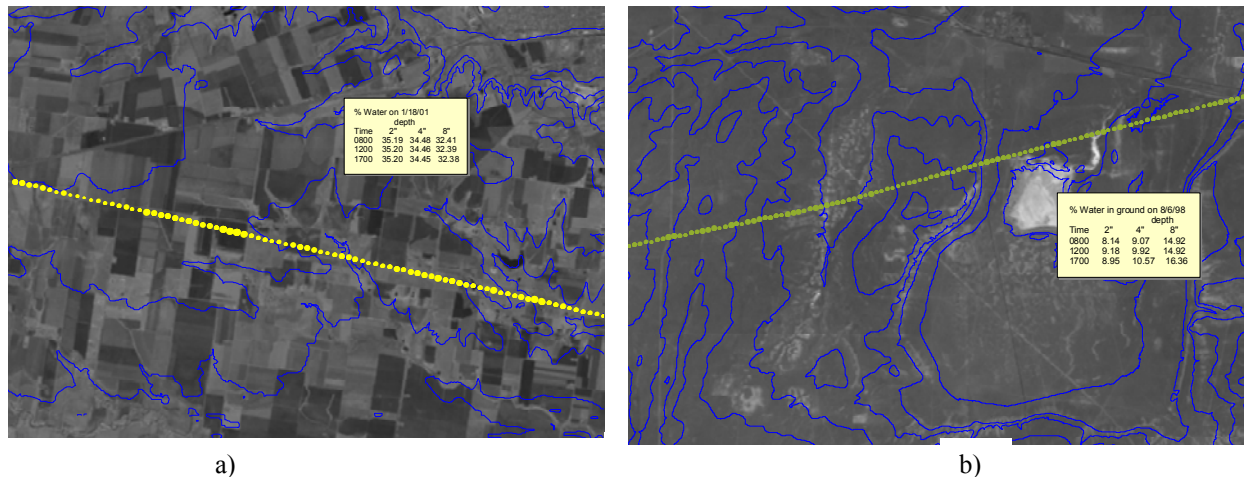 % Water on 1/18/01
depth
Time 2" 4" 8"
0800 35.19 34.48 32.41
1200 35.20 34.46 32.39
1700 35.20 34.45 32.38
% Water in ground on 8/6/98
depth
Time 2" 4" 8"
0800 8.14 9.07 14.92
1200 9.18 9.92 14.92
1700 8.95 10.57 16.36
a)
b)